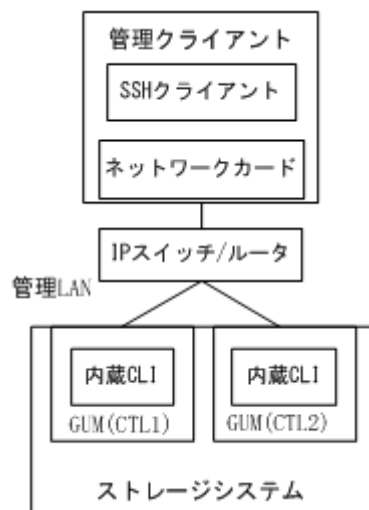 管理クライアント
SSHクライアント
ネットワークカード
IPスイッチ/ルータ
管理LAN
内蔵CLI
内蔵CLI
GUM(CTL1)
GUM(CTL2)
ストレージシステム